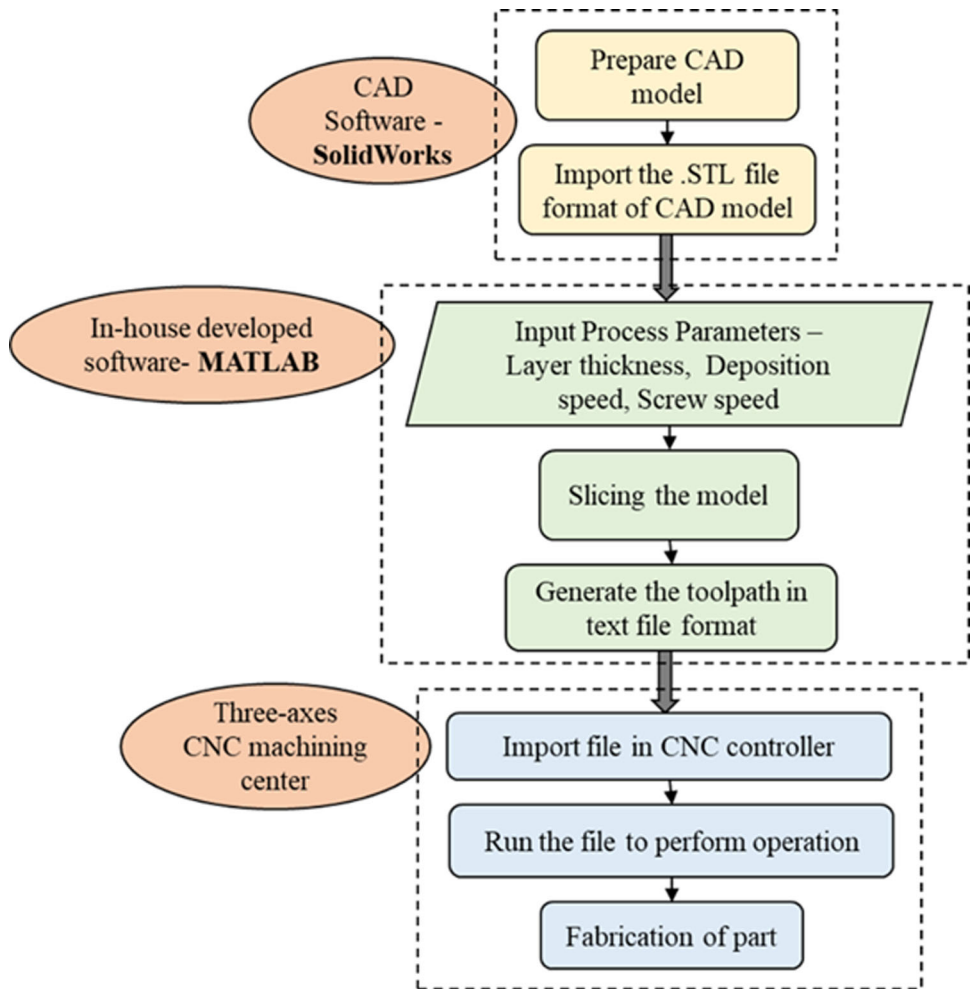 Prepare CAD
model
CAD
Software -
SolidWorks
Import the .STL file
format of CAD model
In-house developed
software- MATLAB
Input Process Parameters –
Layer thickness, Deposition
speed, Screw speed
Slicing the model
Generate the toolpath in
text file format
Three-axes
CNC machining
center
Import file in CNC controller
Run the file to perform operation
Fabrication of part